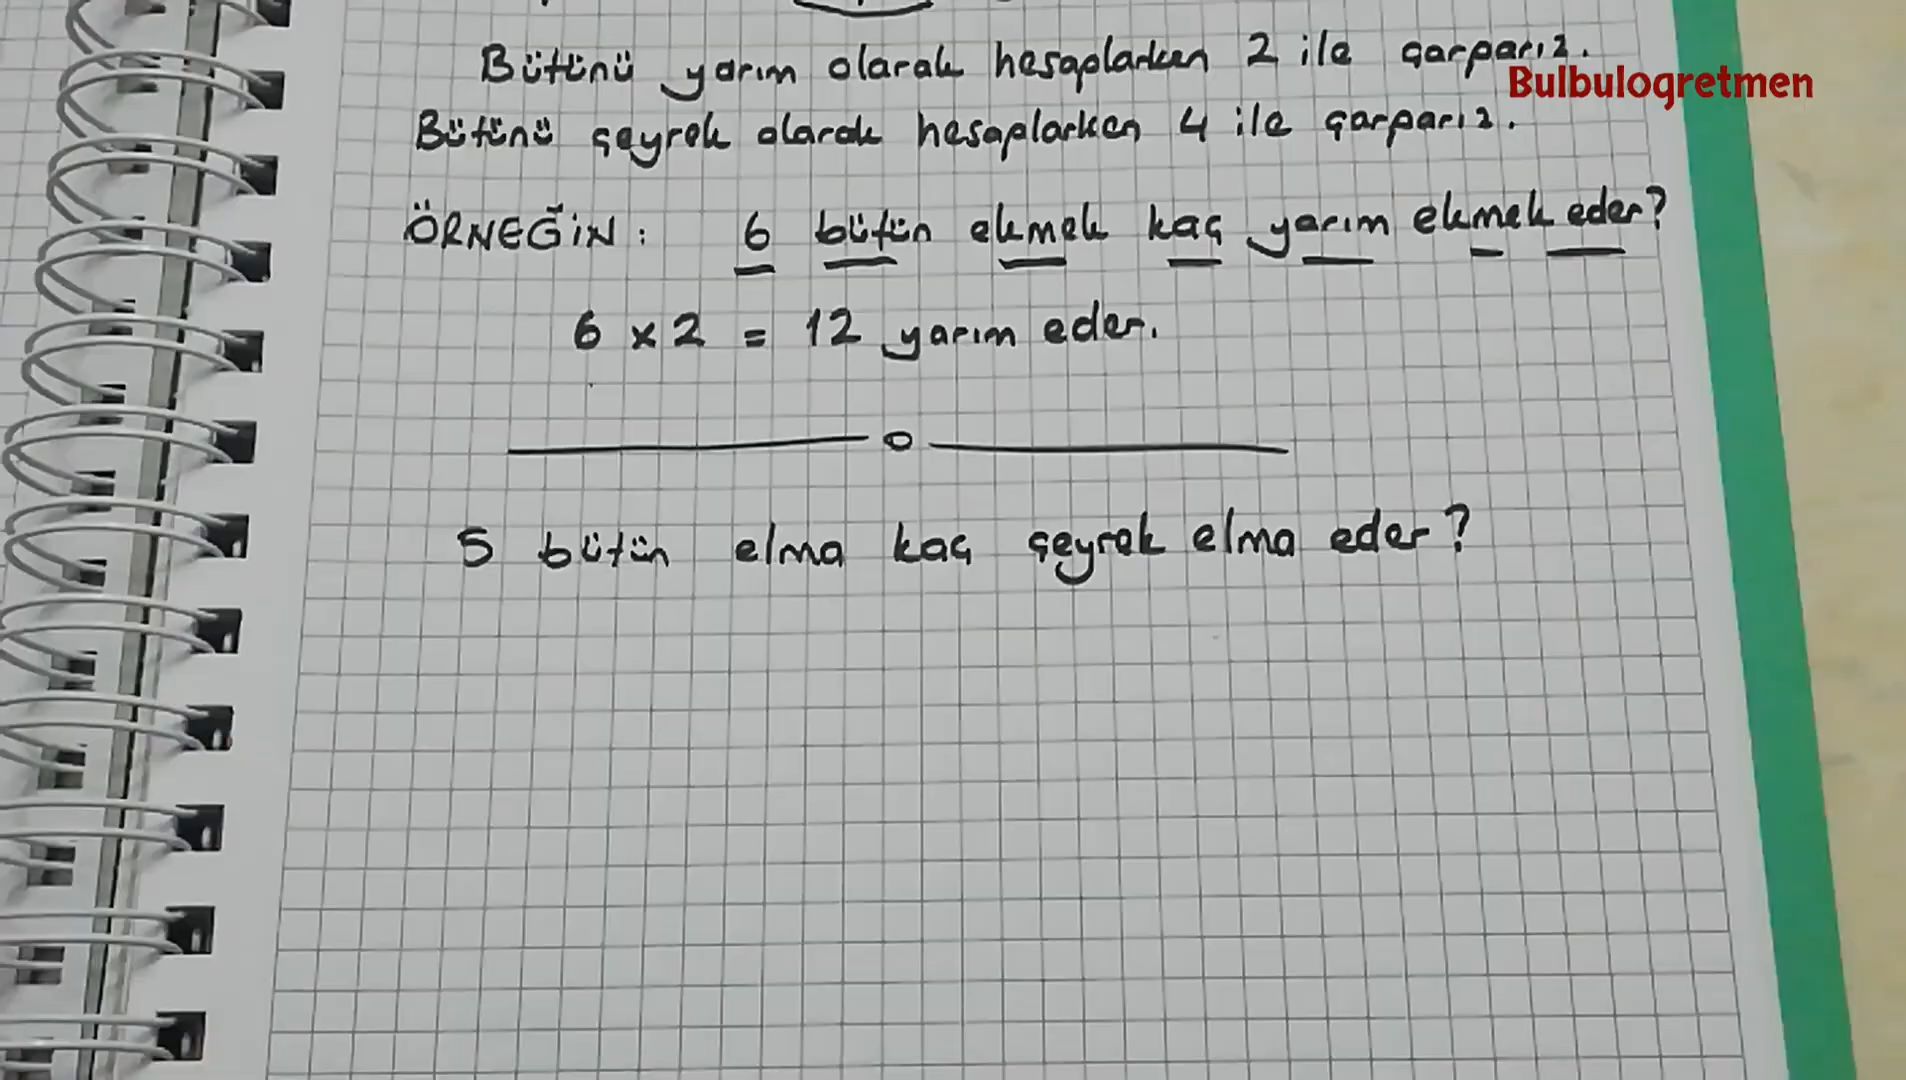 Bütünü yarım olarak hesaplarken 2 ile çarparız.
Bulbulogretmen
Bütünü çeyrek olarak hesaplarken 4 ile çarparız.
ÖRNEĞİN: 6 bütün ekmek kaç yarım ekmek eder?
6 x 2 = 12 yarım eder.
5 bütün elma kaç çeyrek elma eder?